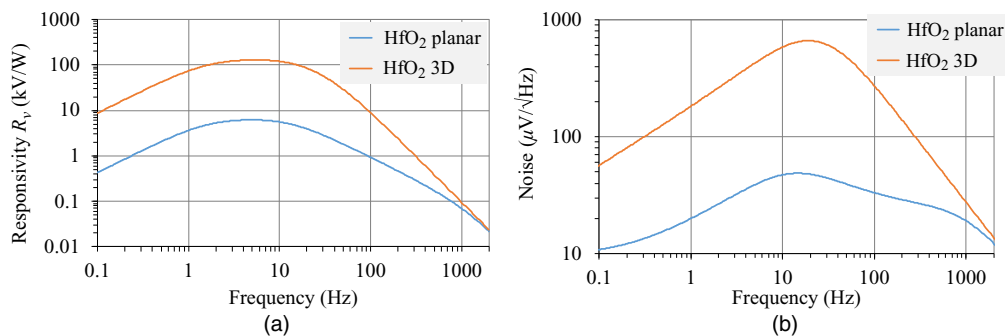 1000
100
10
1
0.1
0.01
Responsivity Rᵥ (kV/W)
HfO₂ planar
HfO₂ 3D
0.1 1 10 100 1000
Frequency (Hz)
(a)
1000
100
10
Noise (μV/√Hz)
HfO₂ planar
HfO₂ 3D
0.1 1 10 100 1000
Frequency (Hz)
(b)